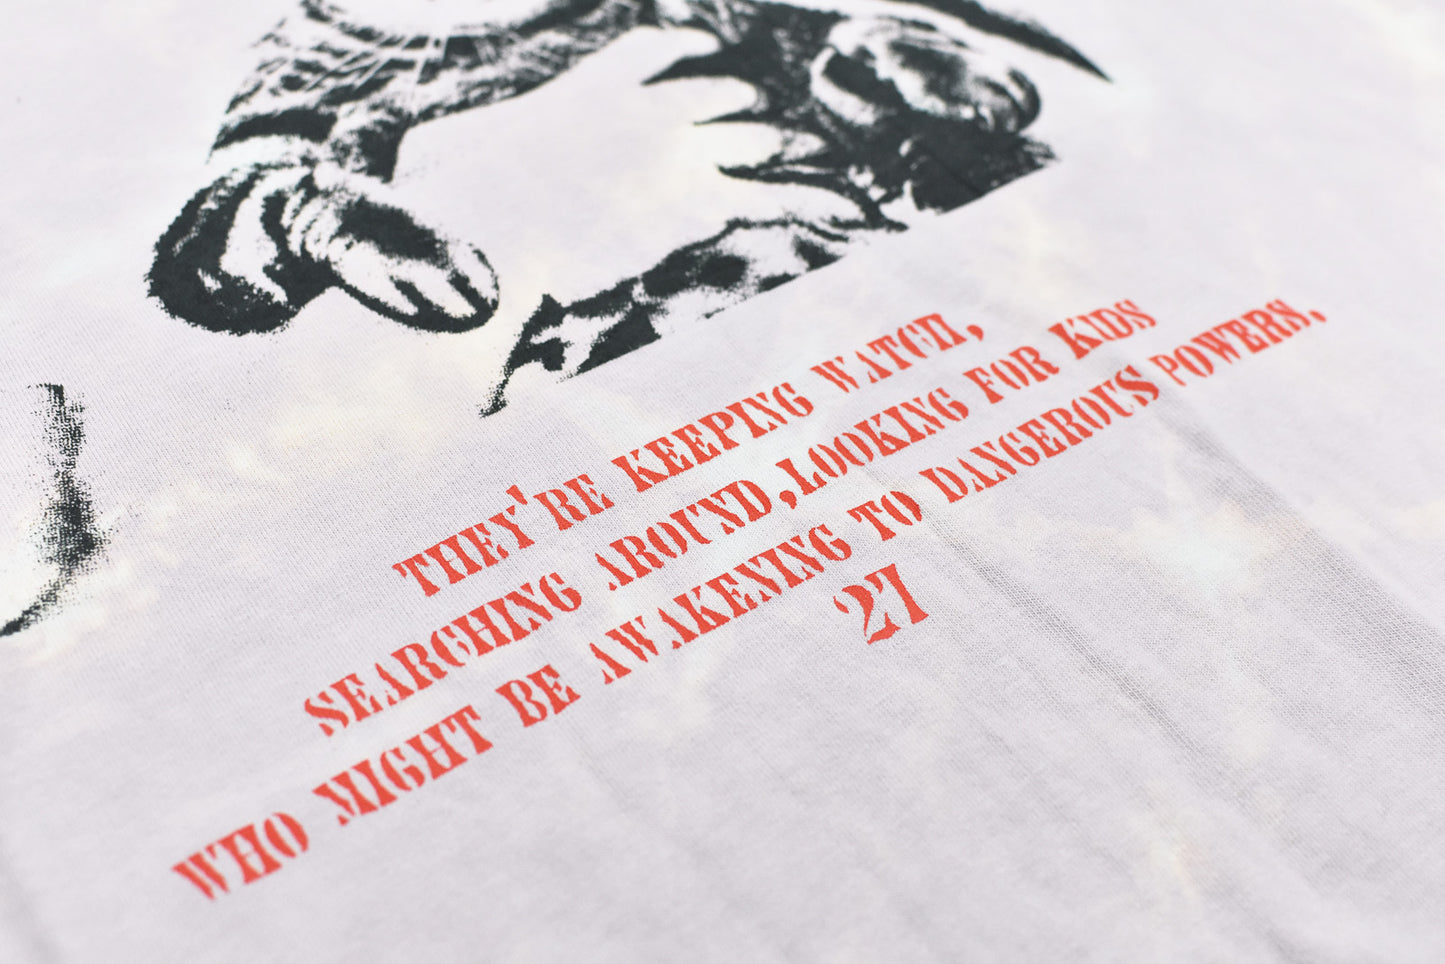 THEY'RE KEEPING WATCH,
SEARCHING AROUND,LOOKING FOR KIDS
WHO MIGHT BE AWAKENING TO DANGEROUS POWERS.
27